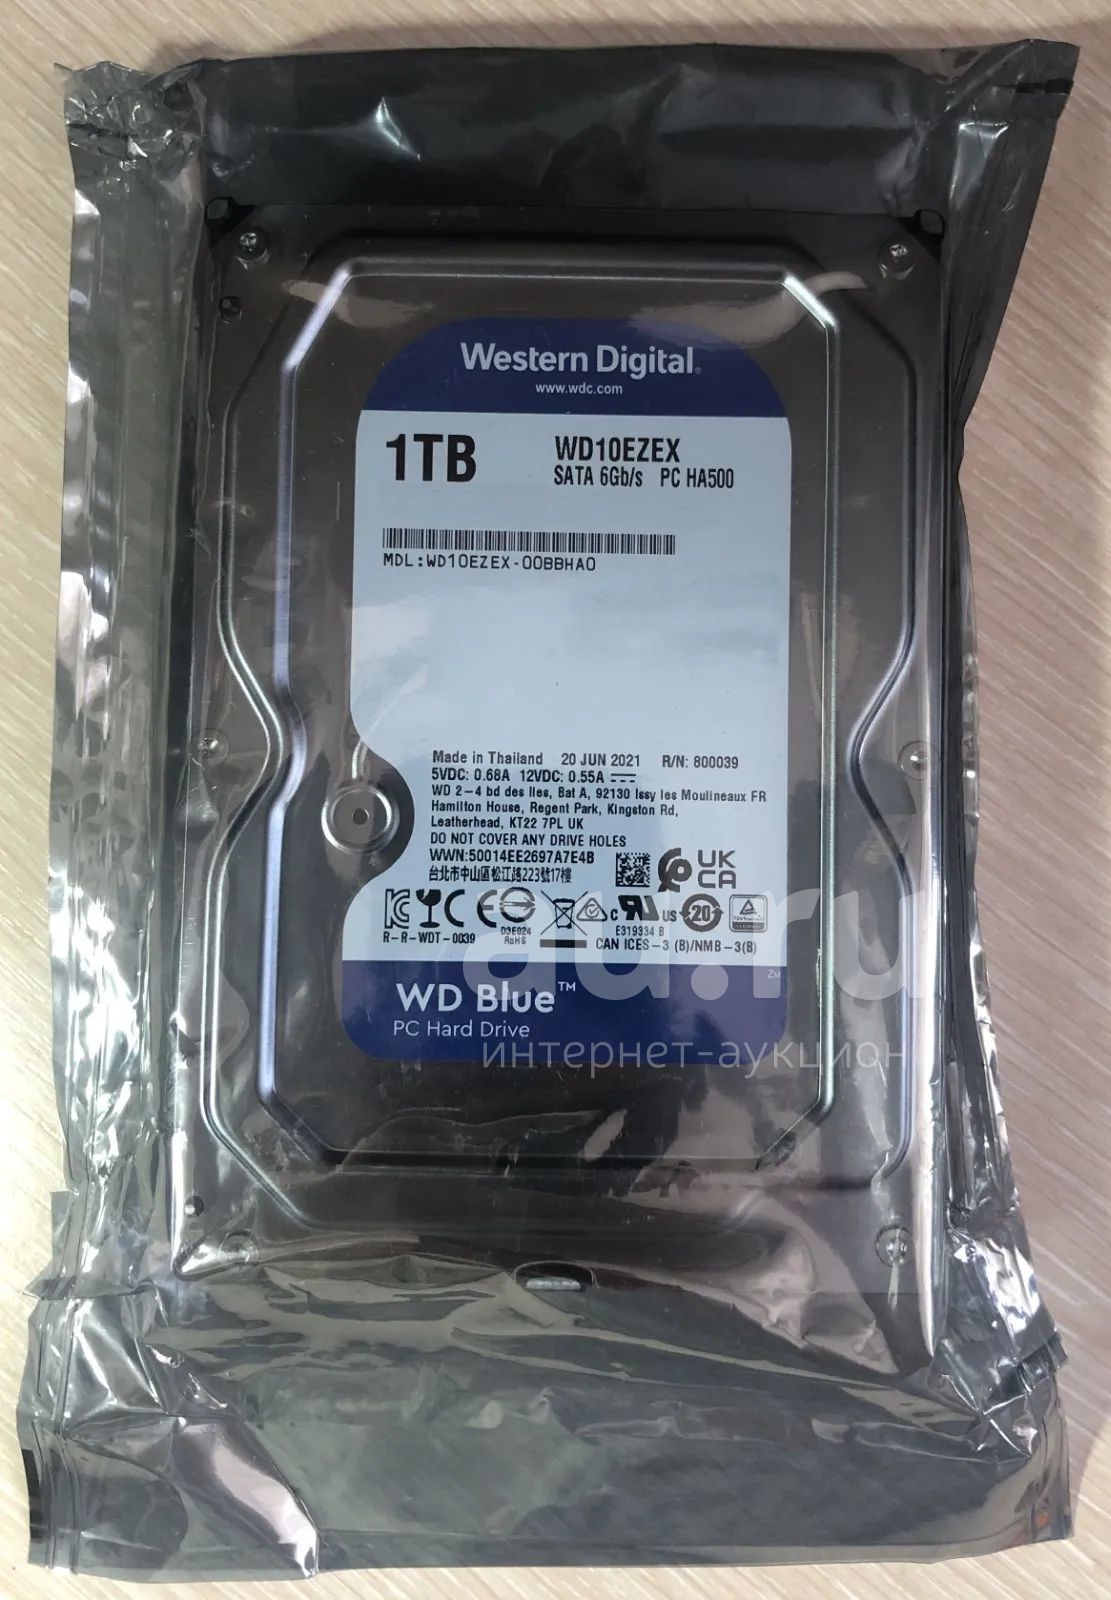 Western Digital®
www.wdc.com
1TB
WD10EZEX
SATA 6Gb/s PC HA500
MDL:WD10EZEX-00BBHA0
Made in Thailand 20 JUN 2021 R/N: 800039
5VDC: 0.68A 12VDC: 0.55A
WD 2-4 bd des Iles, Bat A, 92130 Issy les Moulineaux FR
Hamilton House, Regent Park, Kingston Rd,
Leatherhead, KT22 7PL UK
DO NOT COVER ANY DRIVE HOLES
WWN:50014EE2697A7E4B
台北市中山區松江路223號17樓
UK
CA
C US 20
R-R-WDT-0039
D3E024
RoHS
E319334 B
CAN ICES-3 (B)/NMB-3(B)
ZM
WD Blue™
PC Hard Drive
au.ru
интернет-аукцион